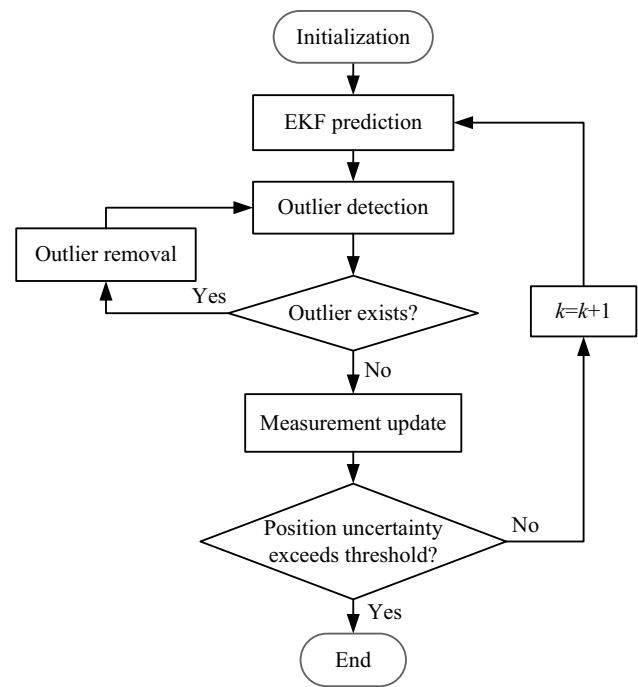 Initialization
EKF prediction
Outlier detection
Outlier removal
Yes
Outlier exists?
k=k+1
No
Measurement update
Position uncertainty
exceeds threshold?
No
Yes
End